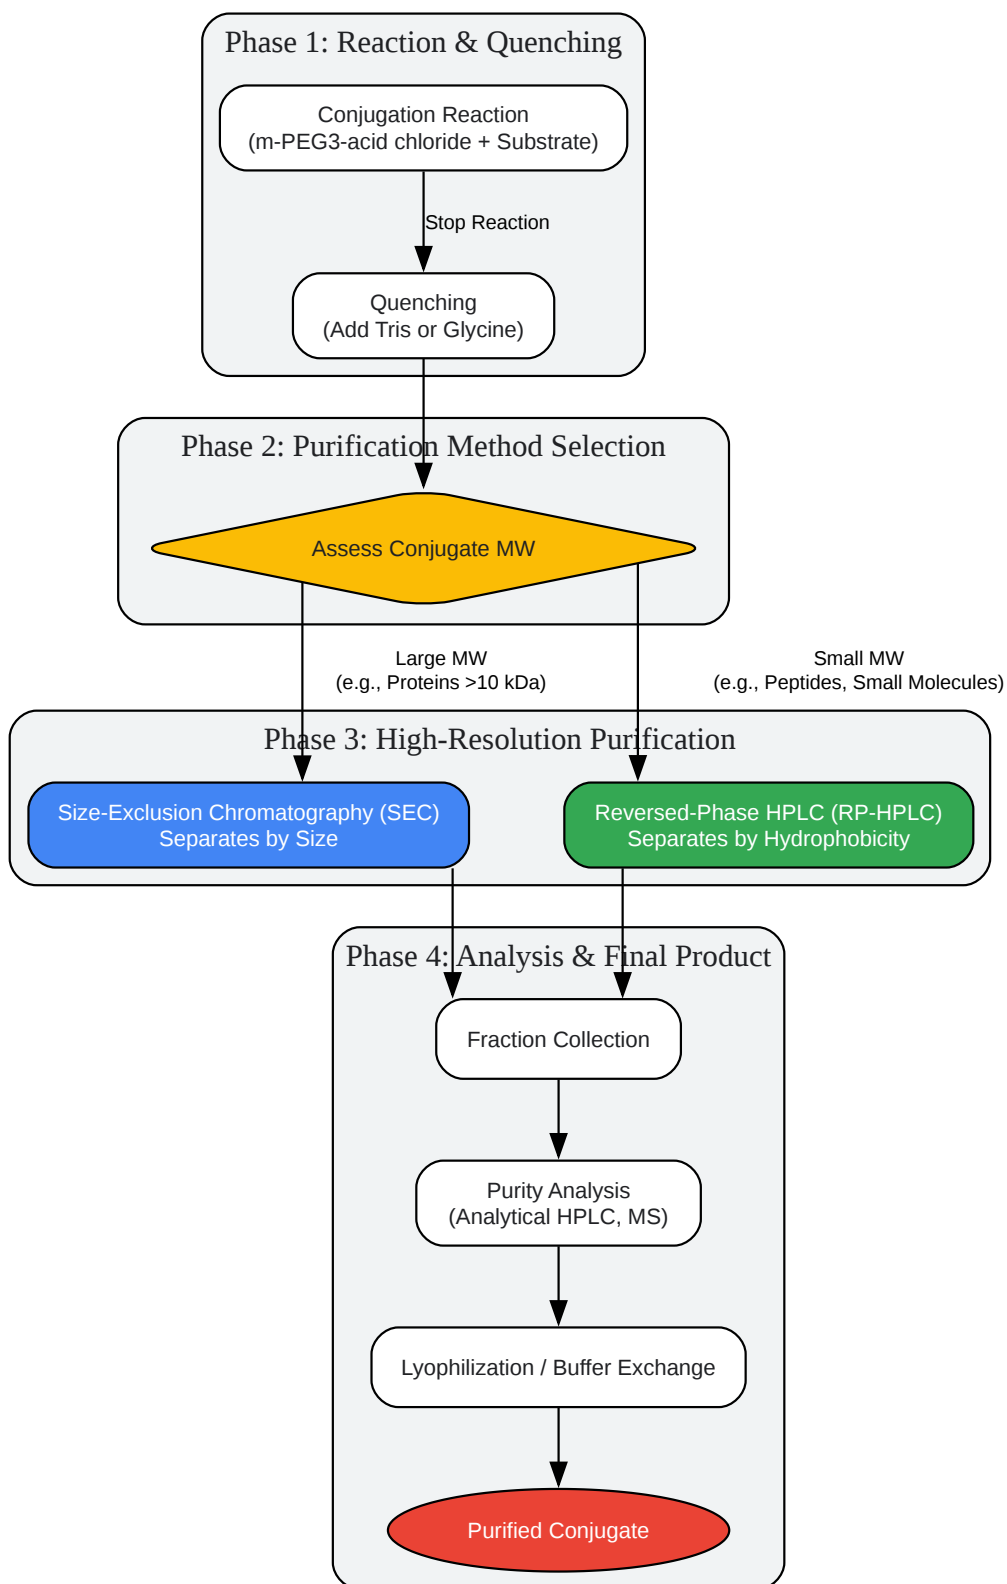 Phase 1: Reaction & Quenching
Conjugation Reaction
(m-PEG3-acid chloride + Substrate)
Stop Reaction
Quenching
(Add Tris or Glycine)
Phase 2: Purification Method Selection
Assess Conjugate MW
Large MW
(e.g., Proteins >10 kDa)
Small MW
(e.g., Peptides, Small Molecules)
Phase 3: High-Resolution Purification
Size-Exclusion Chromatography (SEC)
Separates by Size
Reversed-Phase HPLC (RP-HPLC)
Separates by Hydrophobicity
Phase 4: Analysis & Final Product
Fraction Collection
Purity Analysis
(Analytical HPLC, MS)
Lyophilization / Buffer Exchange
Purified Conjugate